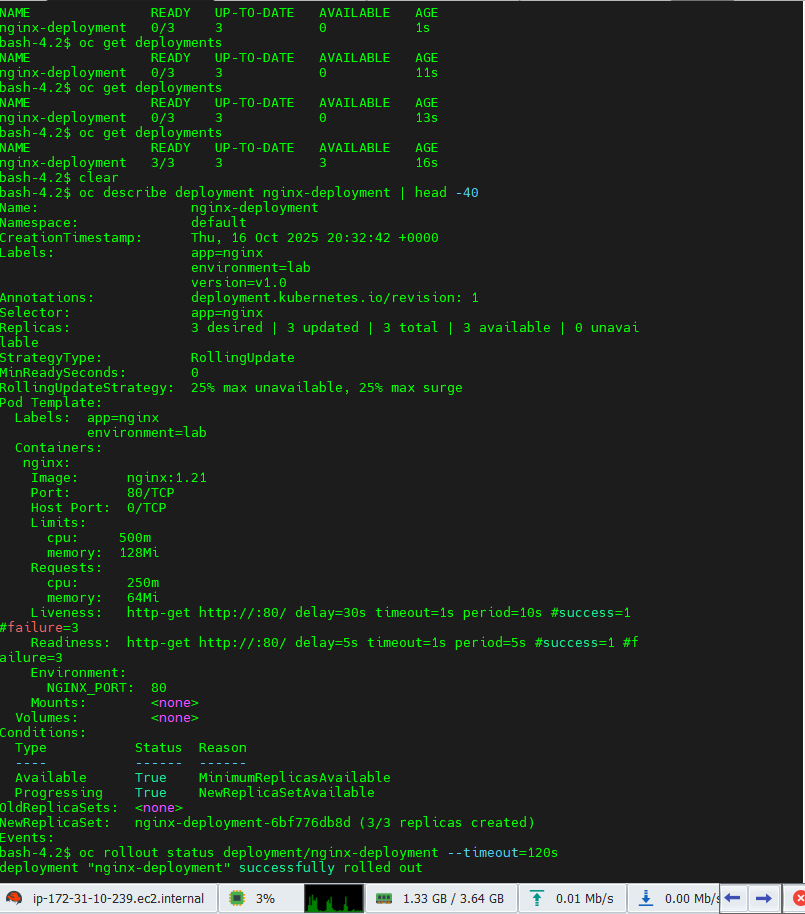 NAME               READY   UP-TO-DATE   AVAILABLE   AGE
nginx-deployment   0/3     3            0           1s
bash-4.2$ oc get deployments
NAME               READY   UP-TO-DATE   AVAILABLE   AGE
nginx-deployment   0/3     3            0           11s
bash-4.2$ oc get deployments
NAME               READY   UP-TO-DATE   AVAILABLE   AGE
nginx-deployment   0/3     3            0           13s
bash-4.2$ oc get deployments
NAME               READY   UP-TO-DATE   AVAILABLE   AGE
nginx-deployment   3/3     3            3           16s
bash-4.2$ clear
bash-4.2$ oc describe deployment nginx-deployment | head -40
Name:                   nginx-deployment
Namespace:              default
CreationTimestamp:      Thu, 16 Oct 2025 20:32:42 +0000
Labels:                 app=nginx
                        environment=lab
                        version=v1.0
Annotations:            deployment.kubernetes.io/revision: 1
Selector:               app=nginx
Replicas:               3 desired | 3 updated | 3 total | 3 available | 0 unavai
lable
StrategyType:           RollingUpdate
MinReadySeconds:        0
RollingUpdateStrategy:  25% max unavailable, 25% max surge
Pod Template:
  Labels:  app=nginx
           environment=lab
  Containers:
   nginx:
    Image:      nginx:1.21
    Port:       80/TCP
    Host Port:  0/TCP
    Limits:
      cpu:     500m
      memory:  128Mi
    Requests:
      cpu:      250m
      memory:   64Mi
    Liveness:   http-get http://:80/ delay=30s timeout=1s period=10s #success=1
#failure=3
    Readiness:  http-get http://:80/ delay=5s timeout=1s period=5s #success=1 #f
ailure=3
    Environment:
      NGINX_PORT:  80
    Mounts:        <none>
  Volumes:         <none>
Conditions:
  Type           Status  Reason
  ----           ------  ------
  Available      True    MinimumReplicasAvailable
  Progressing    True    NewReplicaSetAvailable
OldReplicaSets:  <none>
NewReplicaSet:   nginx-deployment-6bf776db8d (3/3 replicas created)
Events:
bash-4.2$ oc rollout status deployment/nginx-deployment --timeout=120s
deployment "nginx-deployment" successfully rolled out
ip-172-31-10-239.ec2.internal 3% 1.33 GB / 3.64 GB 0.01 Mb/s 0.00 Mb/s